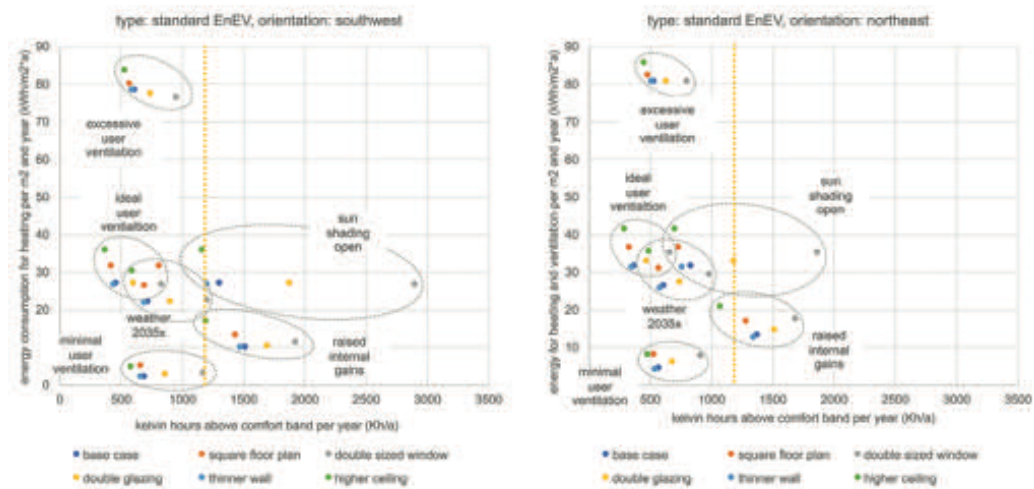 type: standard EnEV, orientation: southwest
energy consumption for heating per m2 and year (kWh/m2*a)
90
80
70
60
50
40
30
20
10
0
excessive
user
ventilation
ideal
user
ventilation
sun
shading
open
weather
2035s
minimal
user
ventilation
raised
internal
gains
0
500
1000
1500
2000
2500
3000
3500
kelvin hours above comfort band per year (Kh/a)
base case
square floor plan
double sized window
double glazing
thinner wall
higher ceiling
type: standard EnEV, orientation: northeast
energy for heating and ventilation per m2 and year (kWh/m2*a)
90
80
70
60
50
40
30
20
10
0
excessive
user
ventilation
ideal
user
ventilation
sun
shading
open
weather
2035s
minimal
user
ventilation
raised
internal
gains
500
1000
1500
2000
2500
3000
3500
kelvin hours above comfort band per year (Kh/a)
base case
square floor plan
double sized window
double glazing
thinner wall
higher ceiling